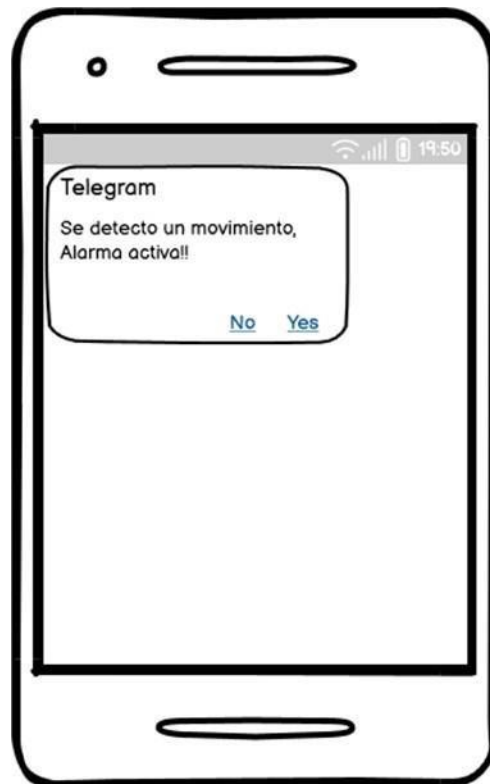 19:50
Telegram
Se detecto un movimiento,
Alarma activa!!
No Yes